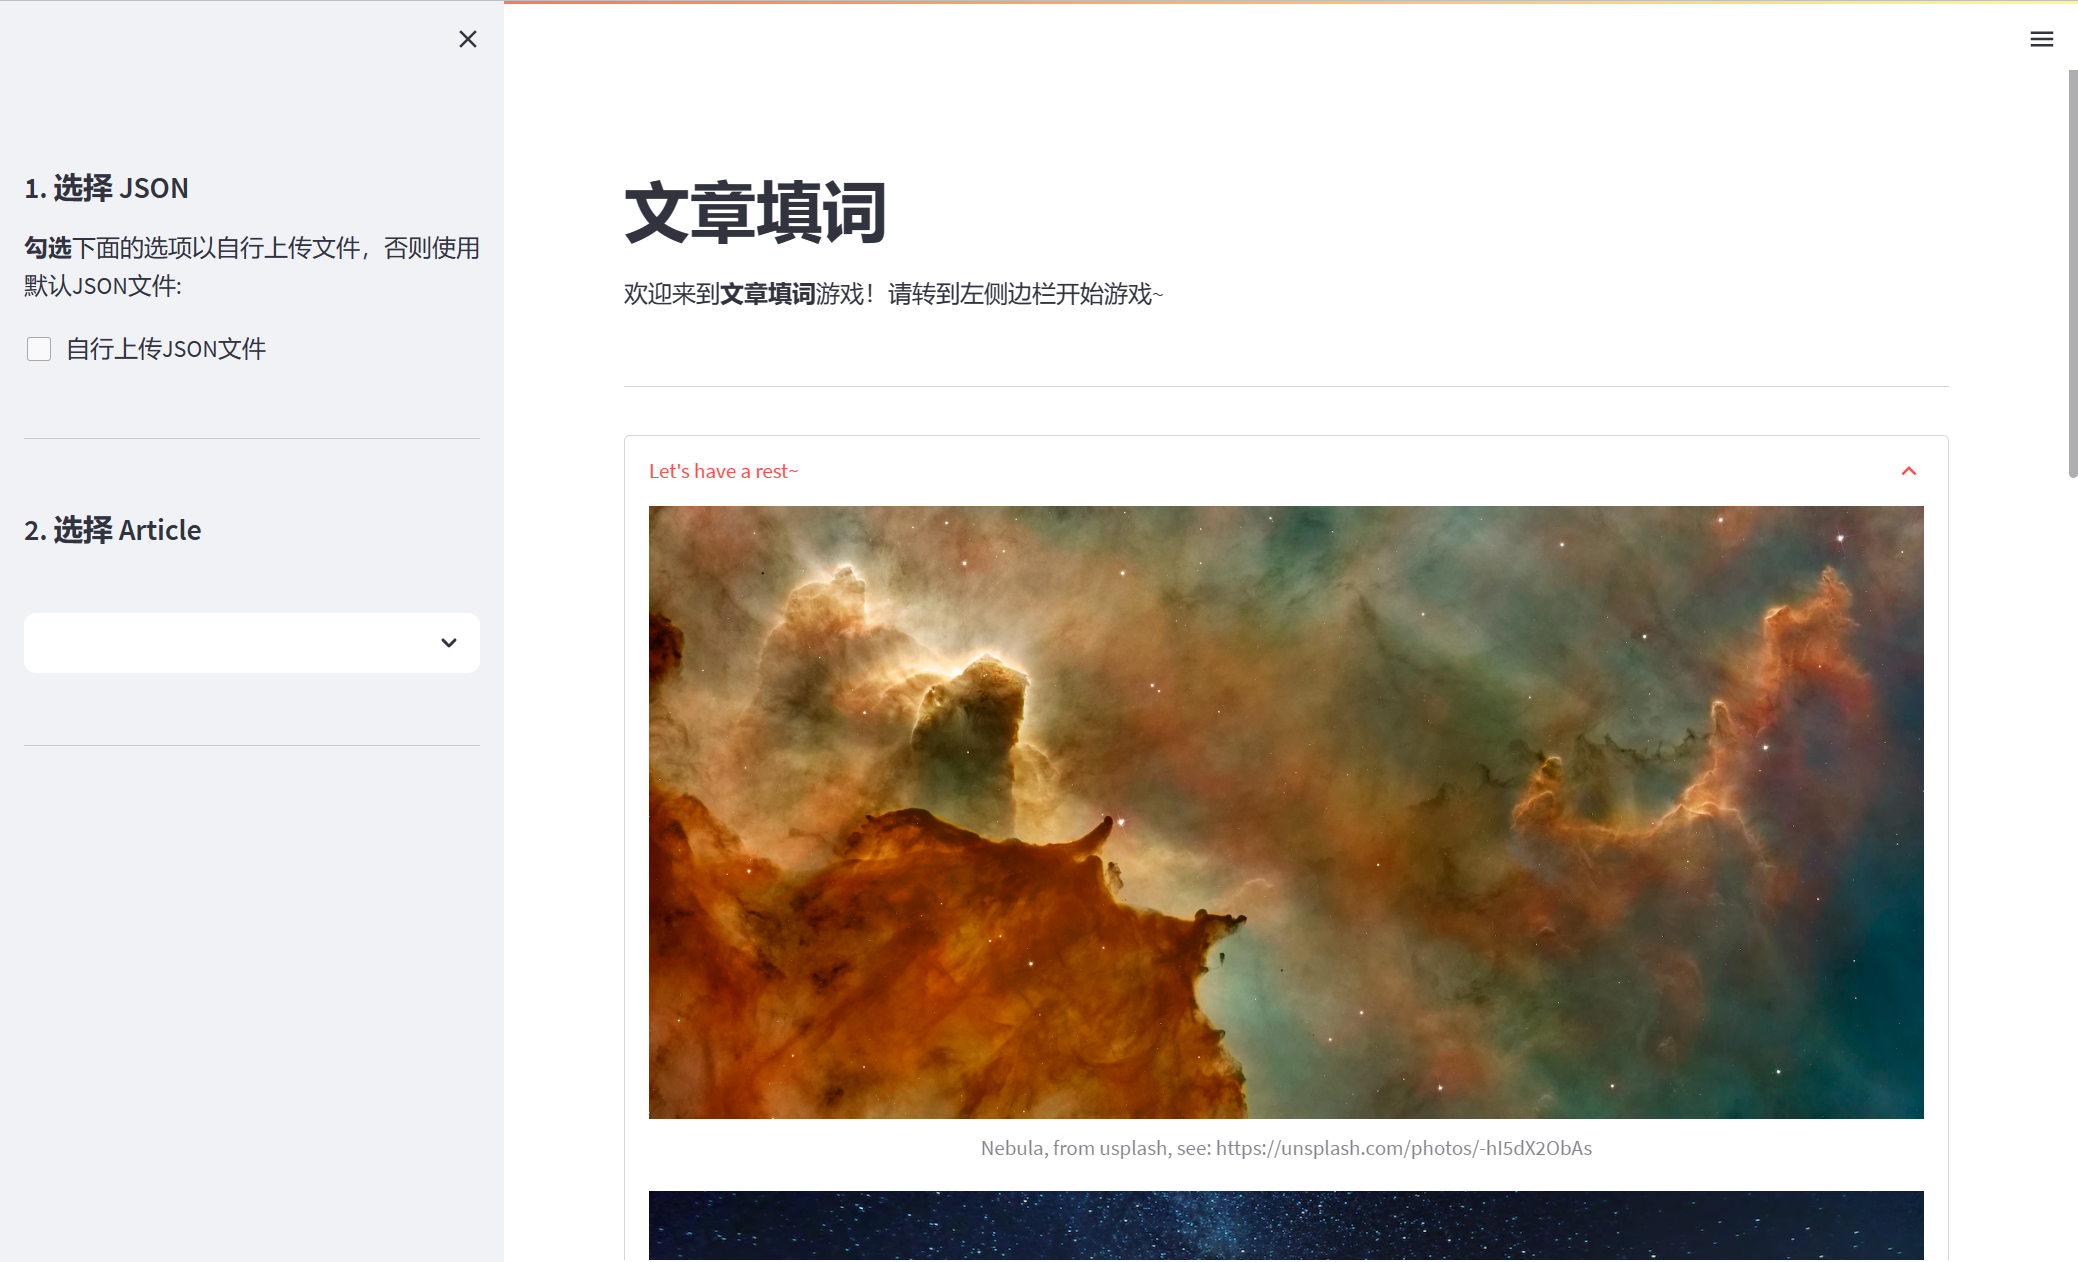 1. 选择 JSON
勾选下面的选项以自行上传文件，否则使用
默认JSON文件:
自行上传JSON文件
2. 选择 Article
文章填词
欢迎来到文章填词游戏！请转到左侧边栏开始游戏~
Let's have a rest~
Nebula, from usplash, see: https://unsplash.com/photos/-hI5dX2ObAs